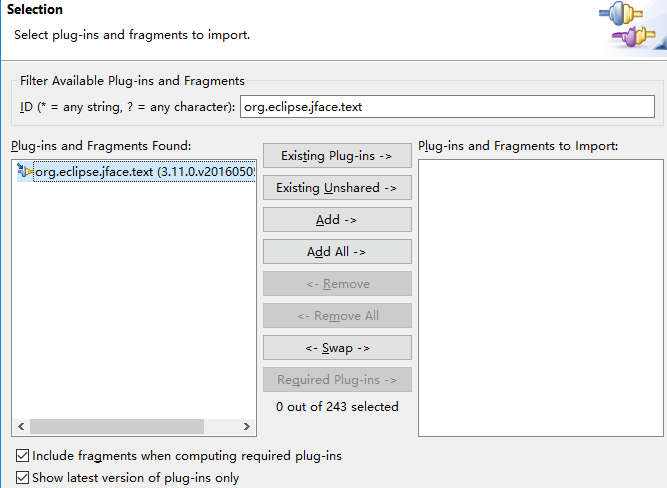 Selection
Select plug-ins and fragments to import.
Filter Available Plug-ins and Fragments
ID (* = any string, ? = any character): org.eclipse.jface.text
Plug-ins and Fragments Found:
Plug-ins and Fragments to Import:
org.eclipse.jface.text (3.11.0.v20160505
Existing Plug-ins ->
Existing Unshared ->
Add ->
Add All ->
<- Remove
<- Remove All
<- Swap ->
Required Plug-ins ->
0 out of 243 selected
Include fragments when computing required plug-ins
Show latest version of plug-ins only